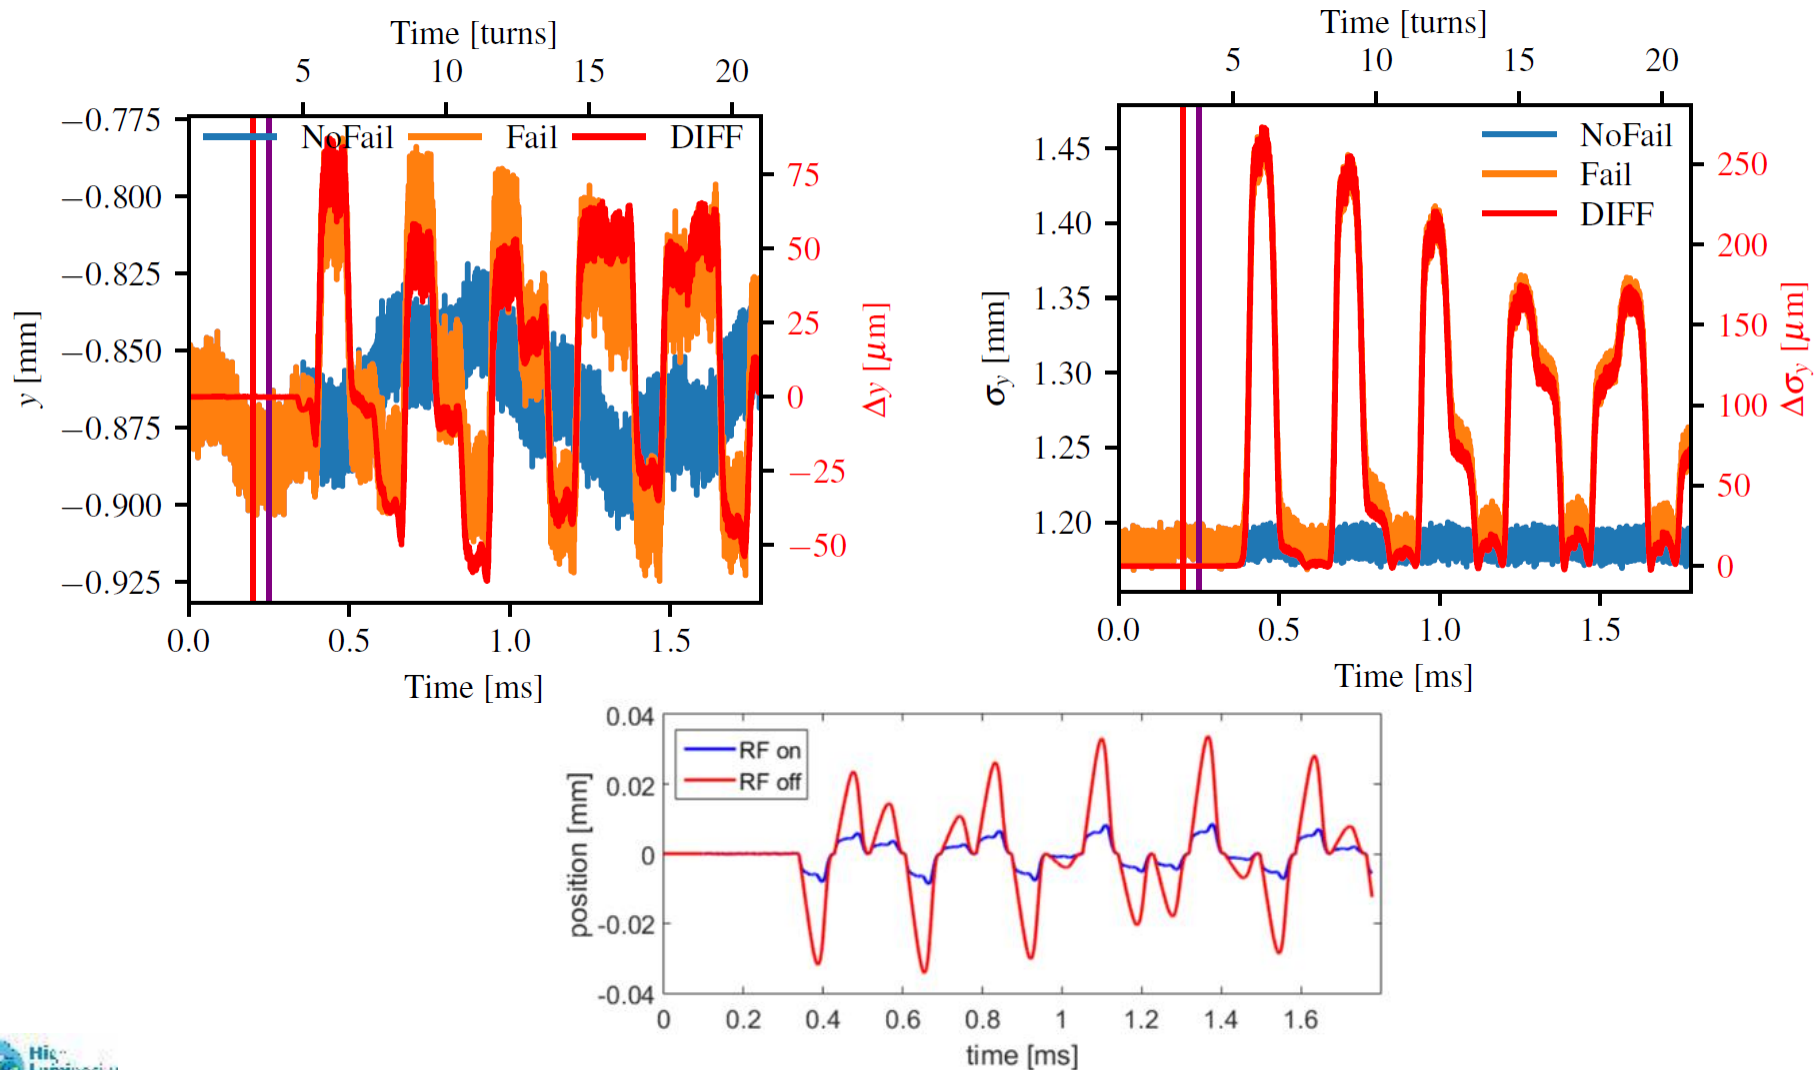 Time [turns]
5 10 15 20
−0.775
−0.800
−0.825
−0.850
−0.875
−0.900
−0.925
y [mm]
NoFail Fail DIFF
75
50
25
0
−25
−50
Δy [μm]
0.0 0.5 1.0 1.5
Time [ms]
Time [turns]
5 10 15 20
1.45
1.40
1.35
1.30
1.25
1.20
σy [mm]
NoFail
Fail
DIFF
250
200
150
100
50
0
Δσy [μm]
0.0 0.5 1.0 1.5
Time [ms]
0.04
0.02
0
-0.02
-0.04
position [mm]
RF on
RF off
0 0.2 0.4 0.6 0.8 1 1.2 1.4 1.6
time [ms]